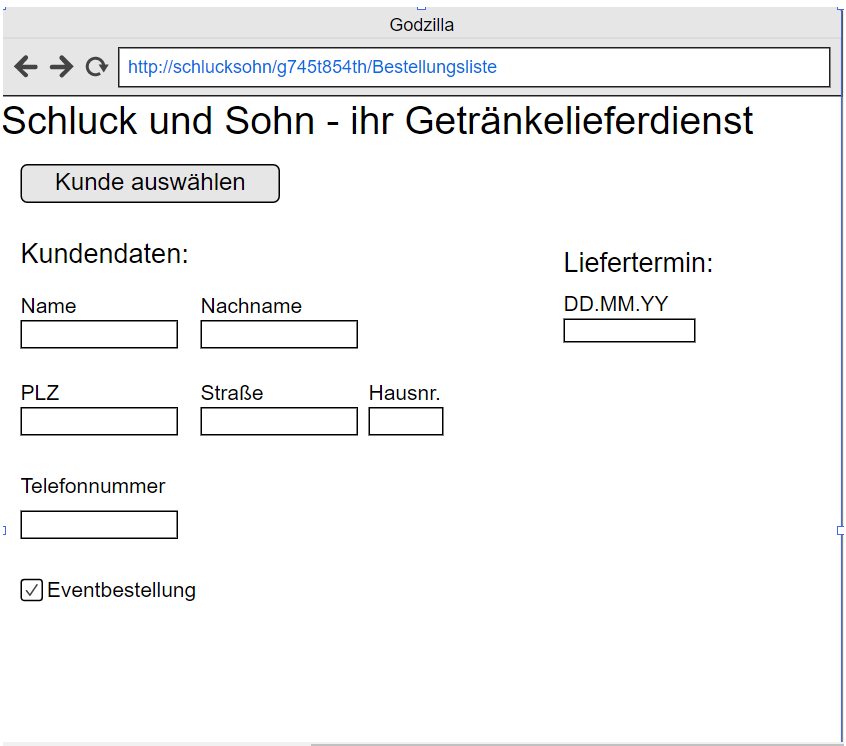 Godzilla
http://schlucksohn/g745t854th/Bestellungsliste
Schluck und Sohn - ihr Getränkelieferdienst
Kunde auswählen
Kundendaten:
Liefertermin:
Name
Nachname
DD.MM.YY
PLZ
Straße
Hausnr.
Telefonnummer
Eventbestellung